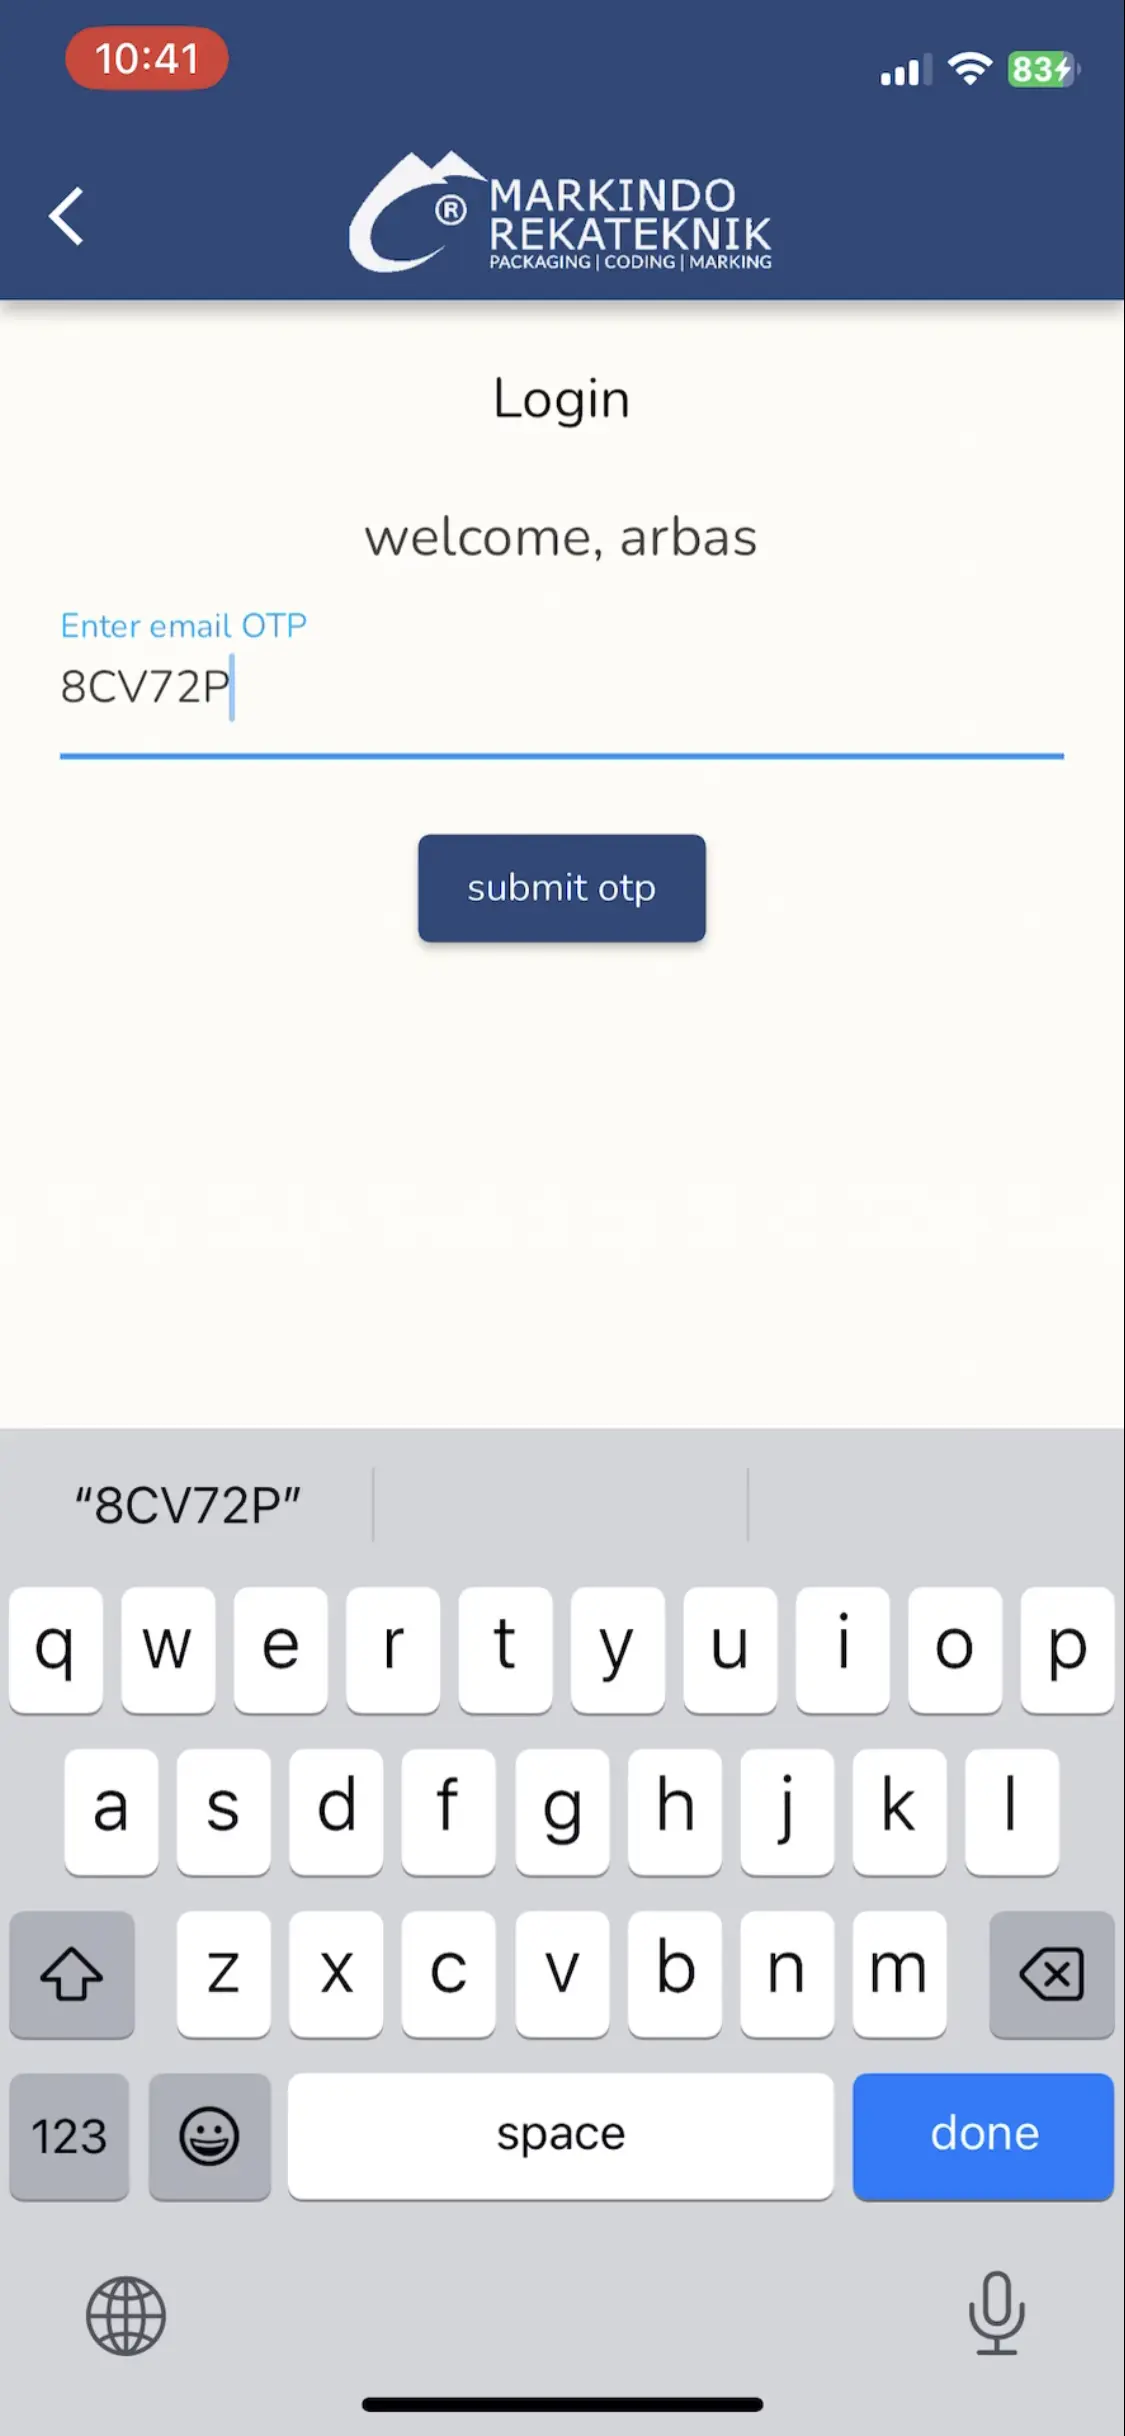 10:41
83
MARKINDO
REKATEKNIK
PACKAGING | CODING | MARKING
®
Login
welcome, arbas
Enter email OTP
8CV72P
submit otp
“8CV72P”
q w e r t y u i o p
a s d f g h j k l
z x c v b n m
123 space done